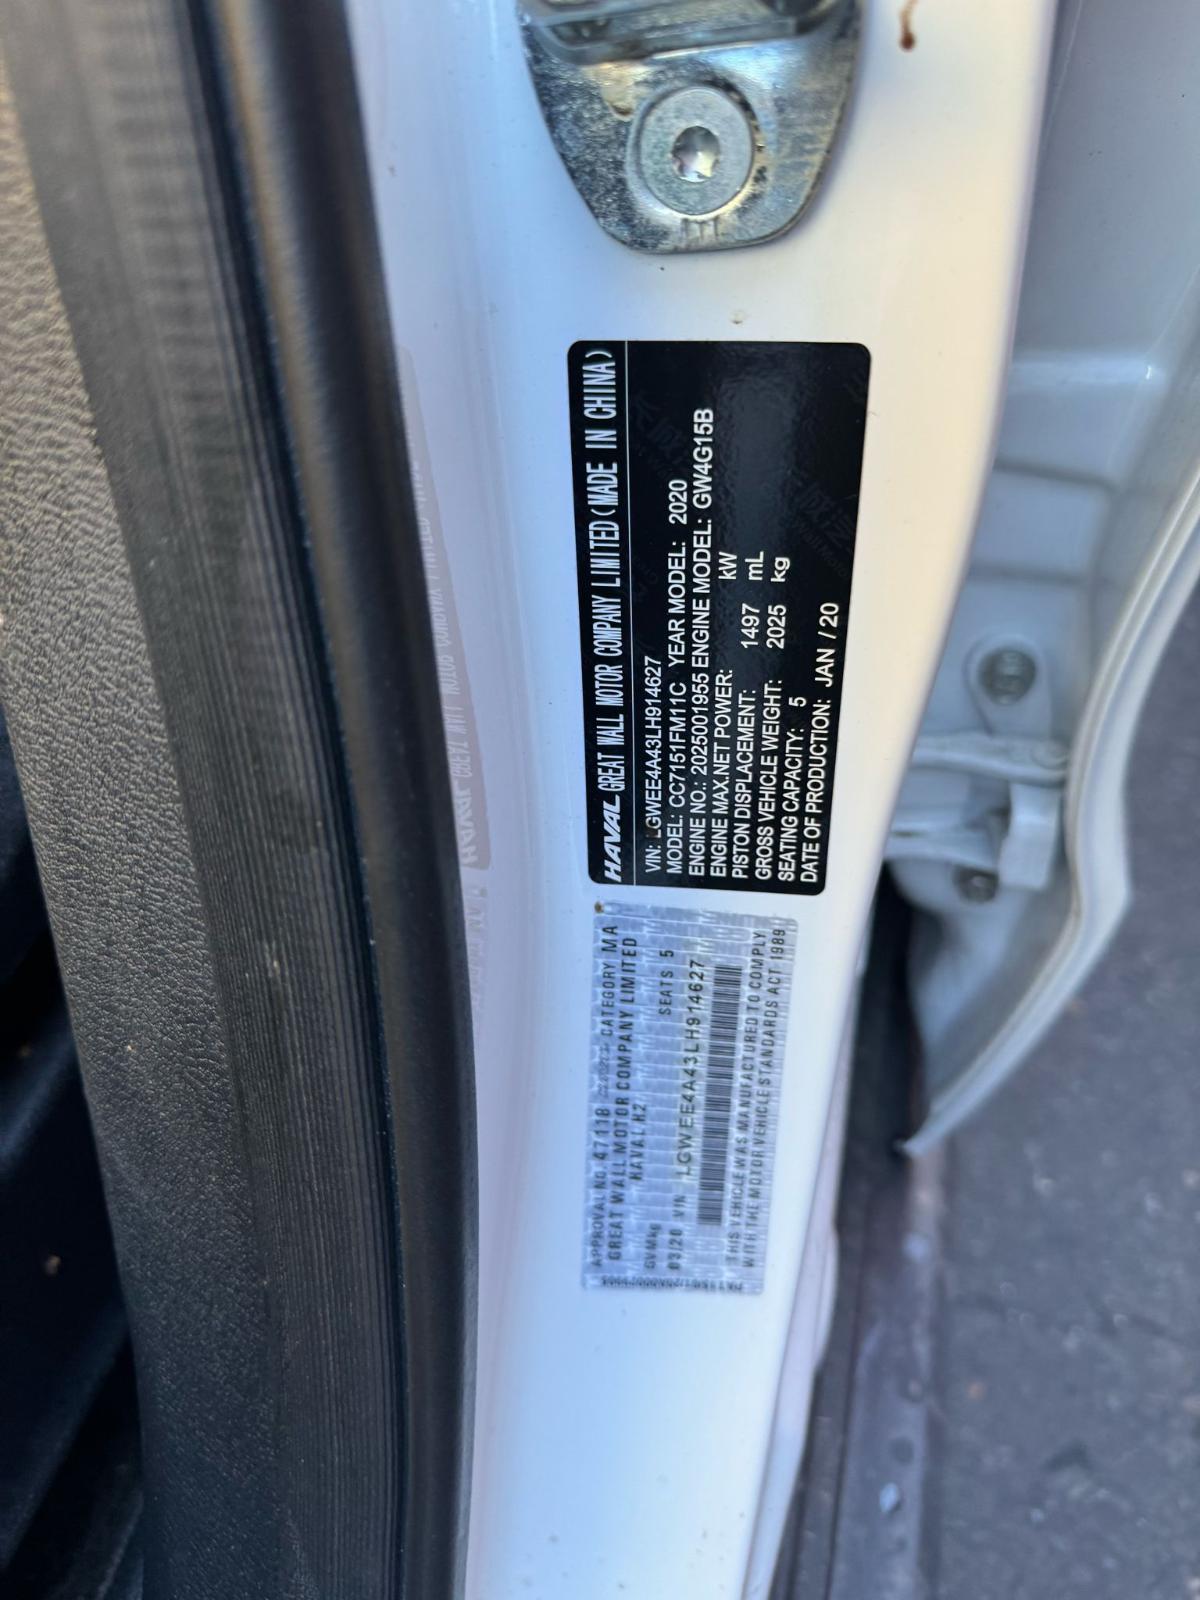 HAVAL GREAT WALL MOTOR COMPANY LIMITED(MADE IN CHINA)
VIN: LGWEE4A43LH914627
MODEL: CC7151FM11C YEAR MODEL: 2020
ENGINE NO.: 2025001955 ENGINE MODEL: GW4G15B
ENGINE MAX.NET POWER: kW
PISTON DISPLACEMENT: 1497 mL
GROSS VEHICLE WEIGHT: 2025 kg
SEATING CAPACITY: 5
DATE OF PRODUCTION: JAN / 20
APPROVAL NO. 47118 CATEGORY MA
GREAT WALL MOTOR COMPANY LIMITED
HAVAL H2
GVMkg SEATS 5
03/20 VIN LGWEE4A43LH914627
THIS VEHICLE WAS MANUFACTURED TO COMPLY
WITH THE MOTOR VEHICLE STANDARDS ACT 1989